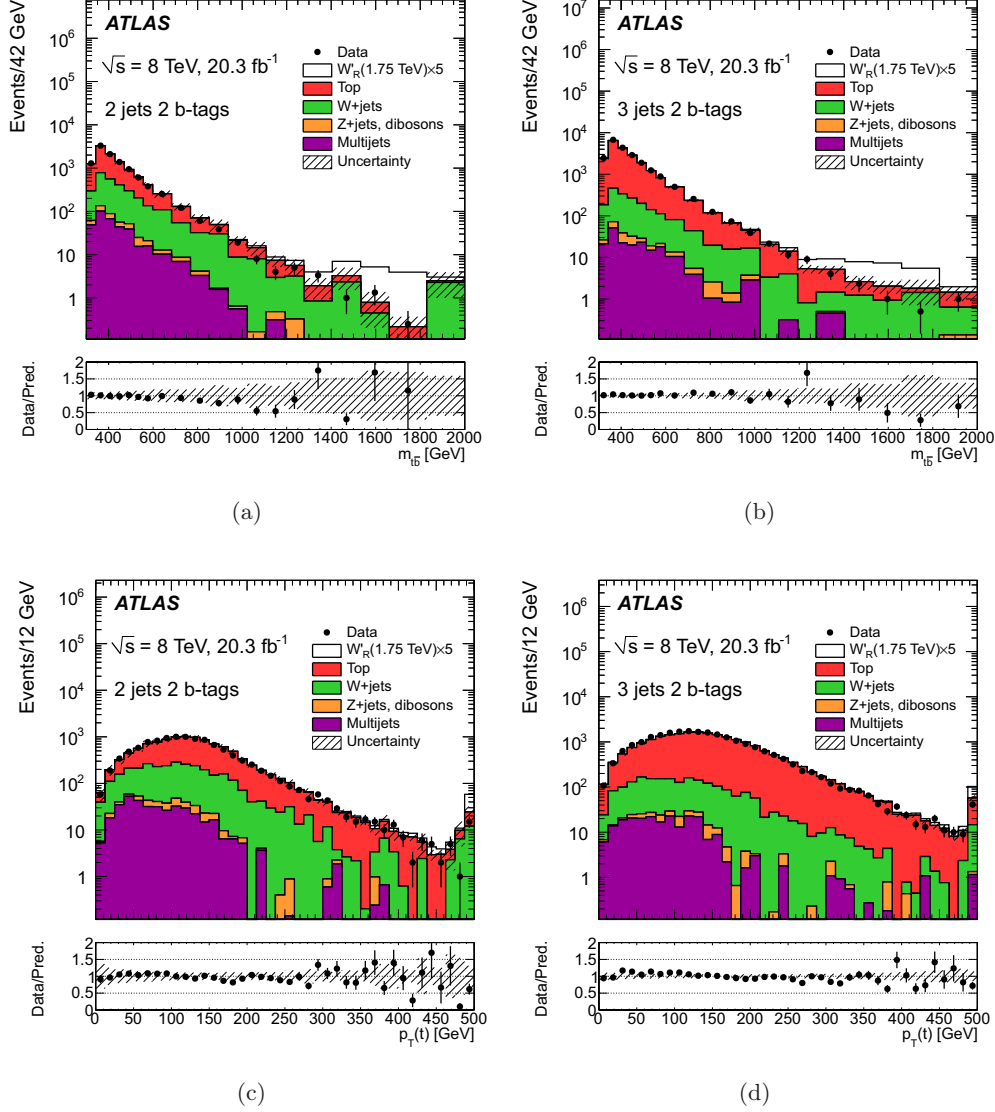 Events/42 GeV
10⁶
10⁵
10⁴
10³
10²
10
1
ATLAS
√s = 8 TeV, 20.3 fb⁻¹
2 jets 2 b-tags
Data
W'_R(1.75 TeV)×5
Top
W+jets
Z+jets, dibosons
Multijets
Uncertainty
Data/Pred.
2
1.5
1
0.5
0
400 600 800 1000 1200 1400 1600 1800 2000
m_tb̄ [GeV]
(a)
Events/42 GeV
10⁷
10⁶
10⁵
10⁴
10³
10²
10
1
ATLAS
√s = 8 TeV, 20.3 fb⁻¹
3 jets 2 b-tags
Data
W'_R(1.75 TeV)×5
Top
W+jets
Z+jets, dibosons
Multijets
Uncertainty
Data/Pred.
2
1.5
1
0.5
0
400 600 800 1000 1200 1400 1600 1800 2000
m_tb̄ [GeV]
(b)
Events/12 GeV
10⁶
10⁵
10⁴
10³
10²
10
1
ATLAS
√s = 8 TeV, 20.3 fb⁻¹
2 jets 2 b-tags
Data
W'_R(1.75 TeV)×5
Top
W+jets
Z+jets, dibosons
Multijets
Uncertainty
Data/Pred.
2
1.5
1
0.5
0 50 100 150 200 250 300 350 400 450 500
p_T(t) [GeV]
(c)
Events/12 GeV
10⁶
10⁵
10⁴
10³
10²
10
1
ATLAS
√s = 8 TeV, 20.3 fb⁻¹
3 jets 2 b-tags
Data
W'_R(1.75 TeV)×5
Top
W+jets
Z+jets, dibosons
Multijets
Uncertainty
Data/Pred.
2
1.5
1
0.5
0 50 100 150 200 250 300 350 400 450 500
p_T(t) [GeV]
(d)